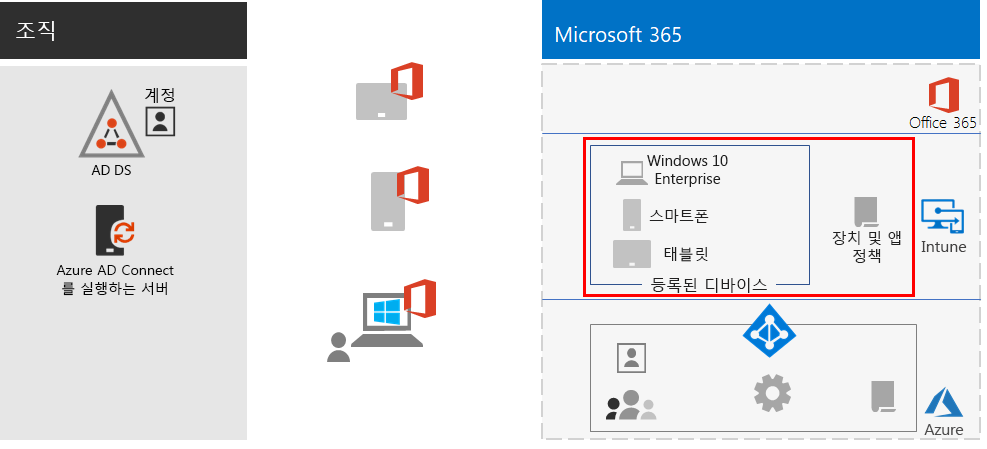 조직
계정
AD DS
Azure AD Connect
를 실행하는 서버
Microsoft 365
Office 365
Windows 10
Enterprise
스마트폰
태블릿
등록된 디바이스
장치 및 앱
정책
Intune
Azure